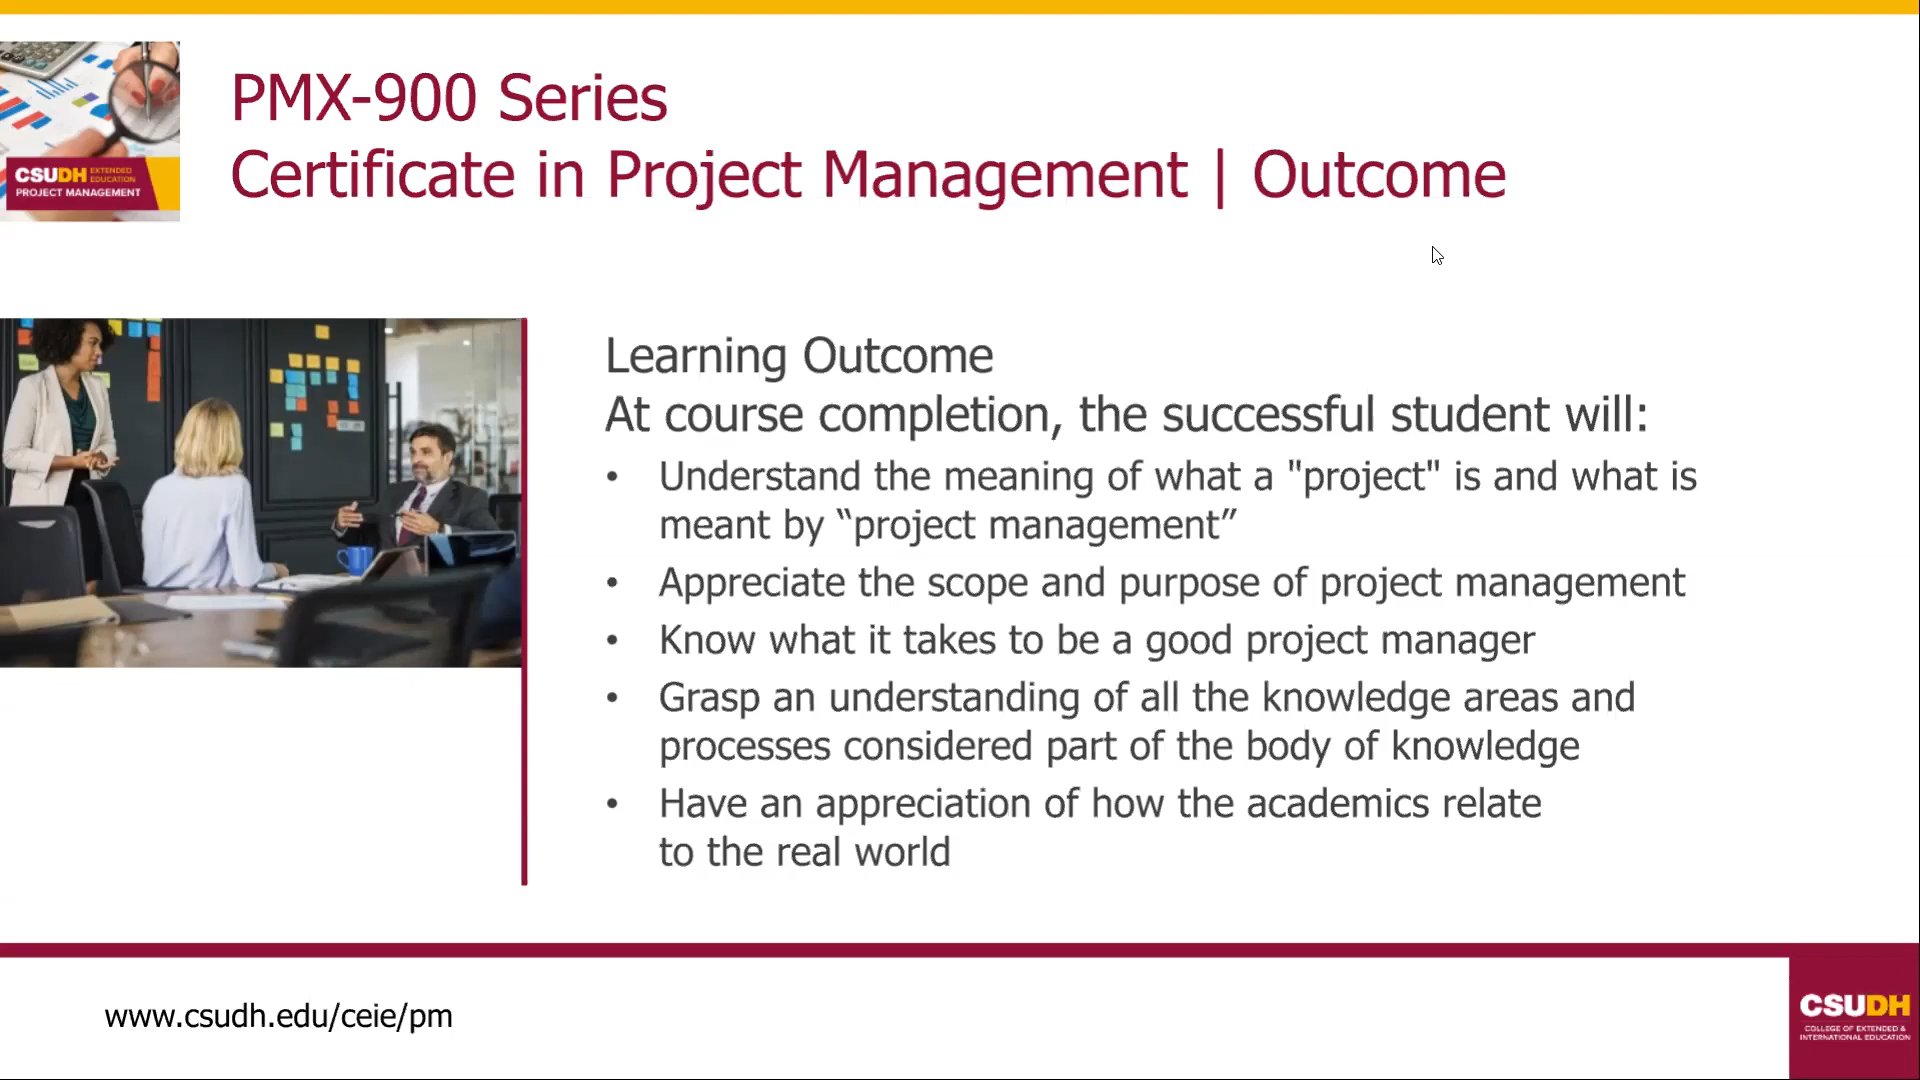 PMX-900 Series
Certificate in Project Management | Outcome
CSUDH EXTENDED EDUCATION
PROJECT MANAGEMENT
Learning Outcome
At course completion, the successful student will:
• Understand the meaning of what a "project" is and what is
meant by “project management”
• Appreciate the scope and purpose of project management
• Know what it takes to be a good project manager
• Grasp an understanding of all the knowledge areas and
processes considered part of the body of knowledge
• Have an appreciation of how the academics relate
to the real world
www.csudh.edu/ceie/pm
CSUDH
COLLEGE OF EXTENDED &
INTERNATIONAL EDUCATION